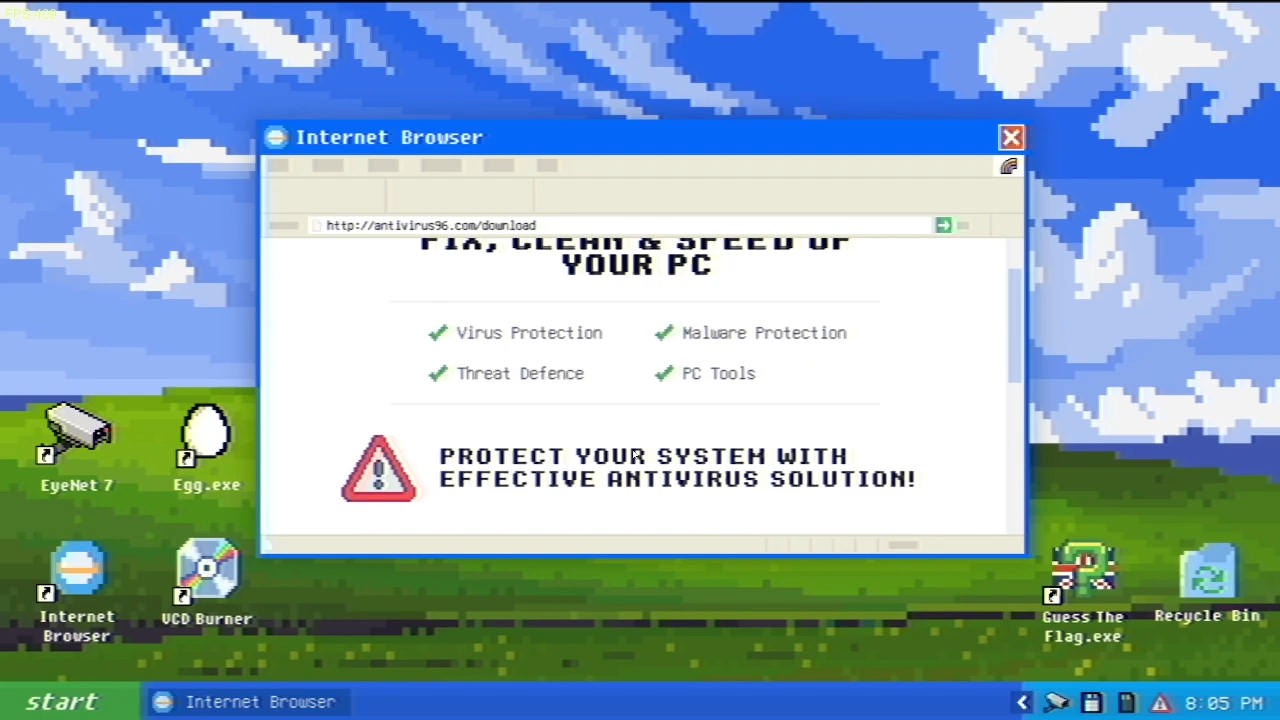 Internet Browser
http://antivirus96.com/download
FIX, CLEAN & SPEED UP
YOUR PC
Virus Protection
Malware Protection
Threat Defence
PC Tools
PROTECT YOUR SYSTEM WITH
EFFECTIVE ANTIVIRUS SOLUTION!
EyeNet 7
Egg.exe
Internet
Browser
VCD Burner
Guess The
Flag.exe
Recycle Bin
start
Internet Browser
8:05 PM